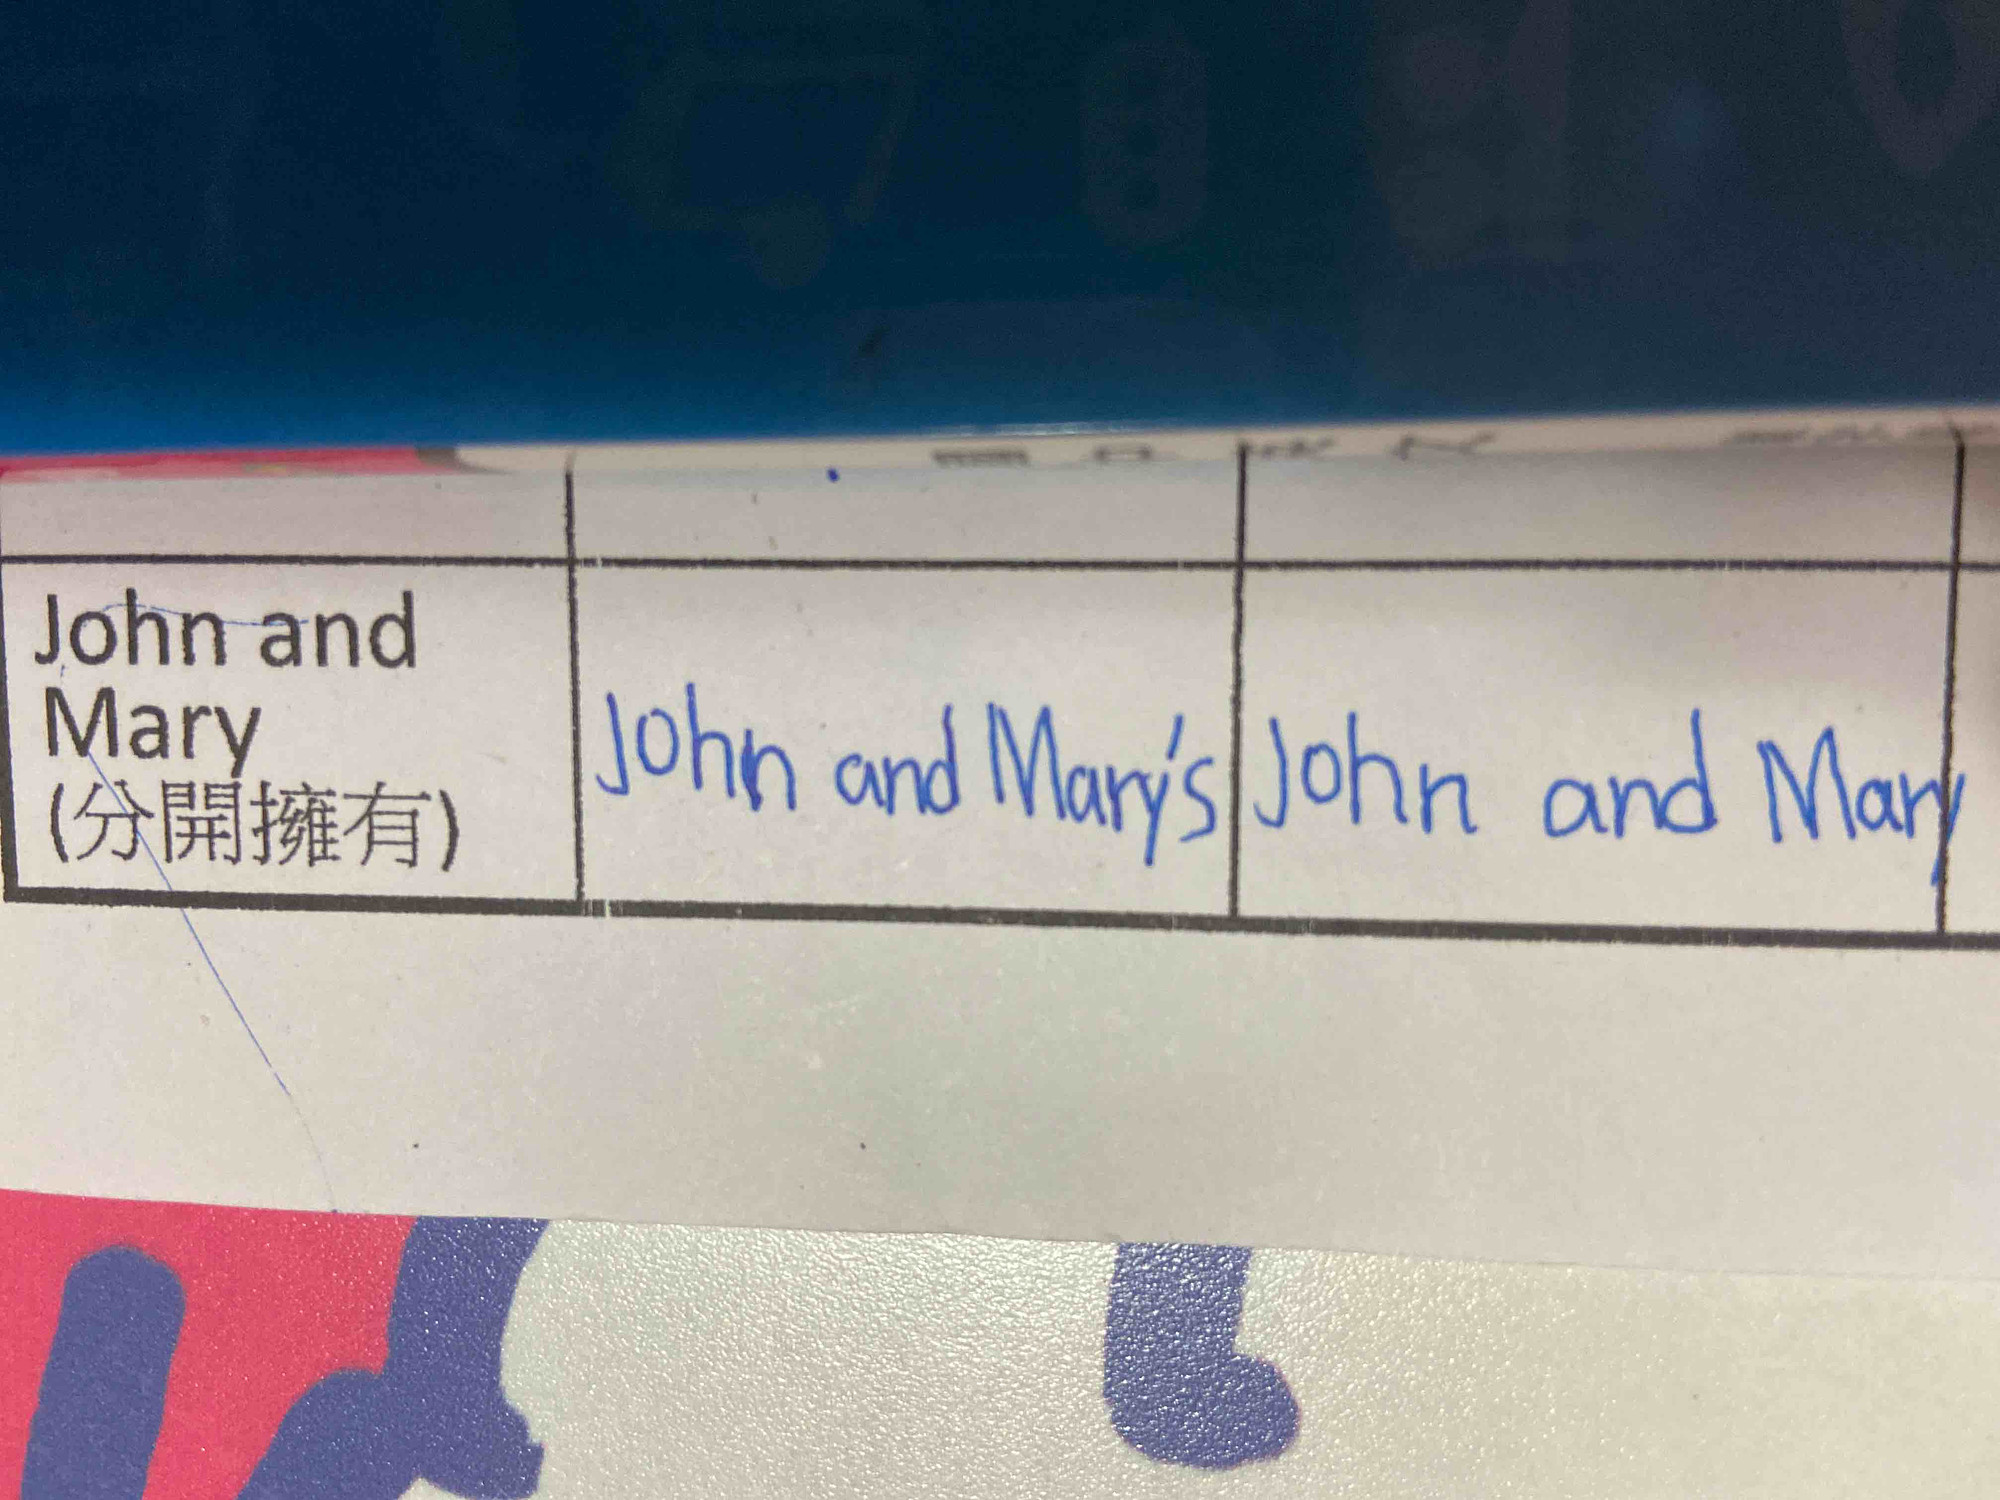 John and
Mary
(分開擁有)
John and Mary's
John and Mary